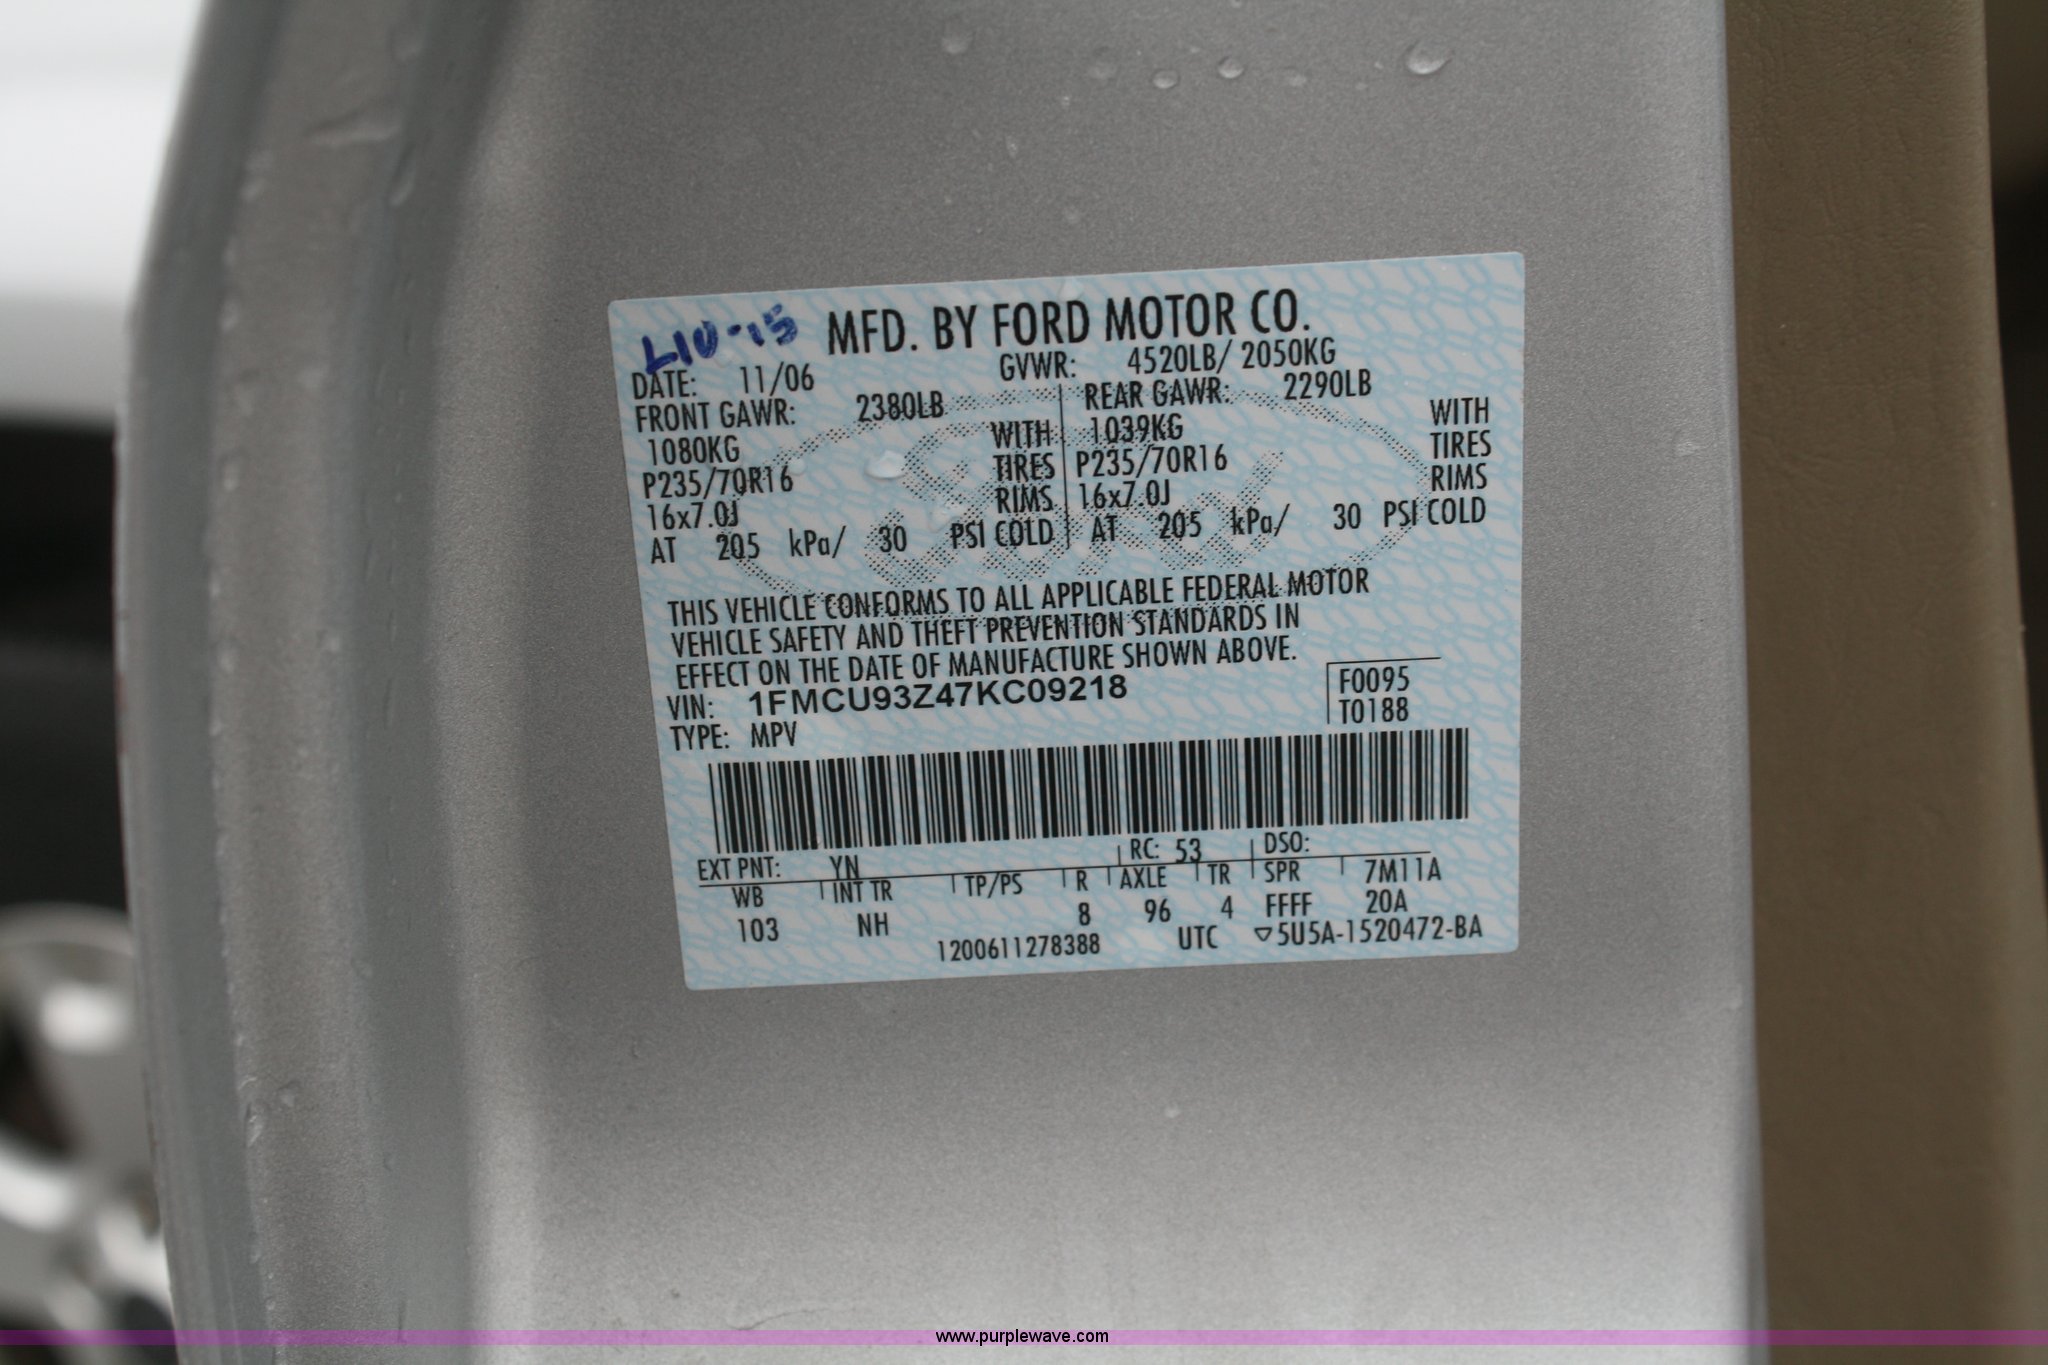 L10-15 MFD. BY FORD MOTOR CO.
DATE: 11/06 GVWR: 4520LB/ 2050KG
FRONT GAWR: 2380LB REAR GAWR: 2290LB
1080KG WITH 1039KG WITH
P235/70R16 TIRES P235/70R16 TIRES
16x7.0J RIMS 16x7.0J RIMS
AT 205 kPa/ 30 PSI COLD AT 205 kPa/ 30 PSI COLD
THIS VEHICLE CONFORMS TO ALL APPLICABLE FEDERAL MOTOR
VEHICLE SAFETY AND THEFT PREVENTION STANDARDS IN
EFFECT ON THE DATE OF MANUFACTURE SHOWN ABOVE.
VIN: 1FMCU93Z47KC09218 F0095
TYPE: MPV T0188
EXT PNT: YN RC: 53 DSO:
WB INT TR TP/PS R AXLE TR SPR 7M11A
103 NH 8 96 4 FFFF 20A
1200611278388 UTC ▽5U5A-1520472-BA
www.purplewave.com